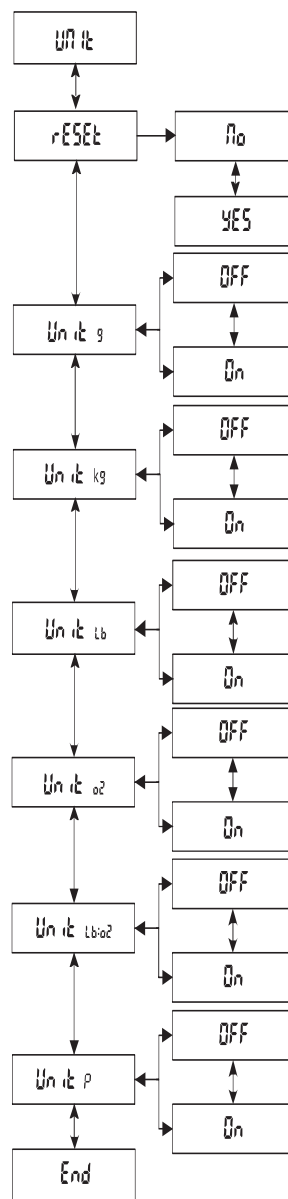 UNit
rESEt
No
YES
OFF
Unit g
On
OFF
Unit kg
On
OFF
Unit Lb
On
OFF
Unit oZ
On
OFF
Unit Lb:oZ
On
OFF
Unit P
On
End